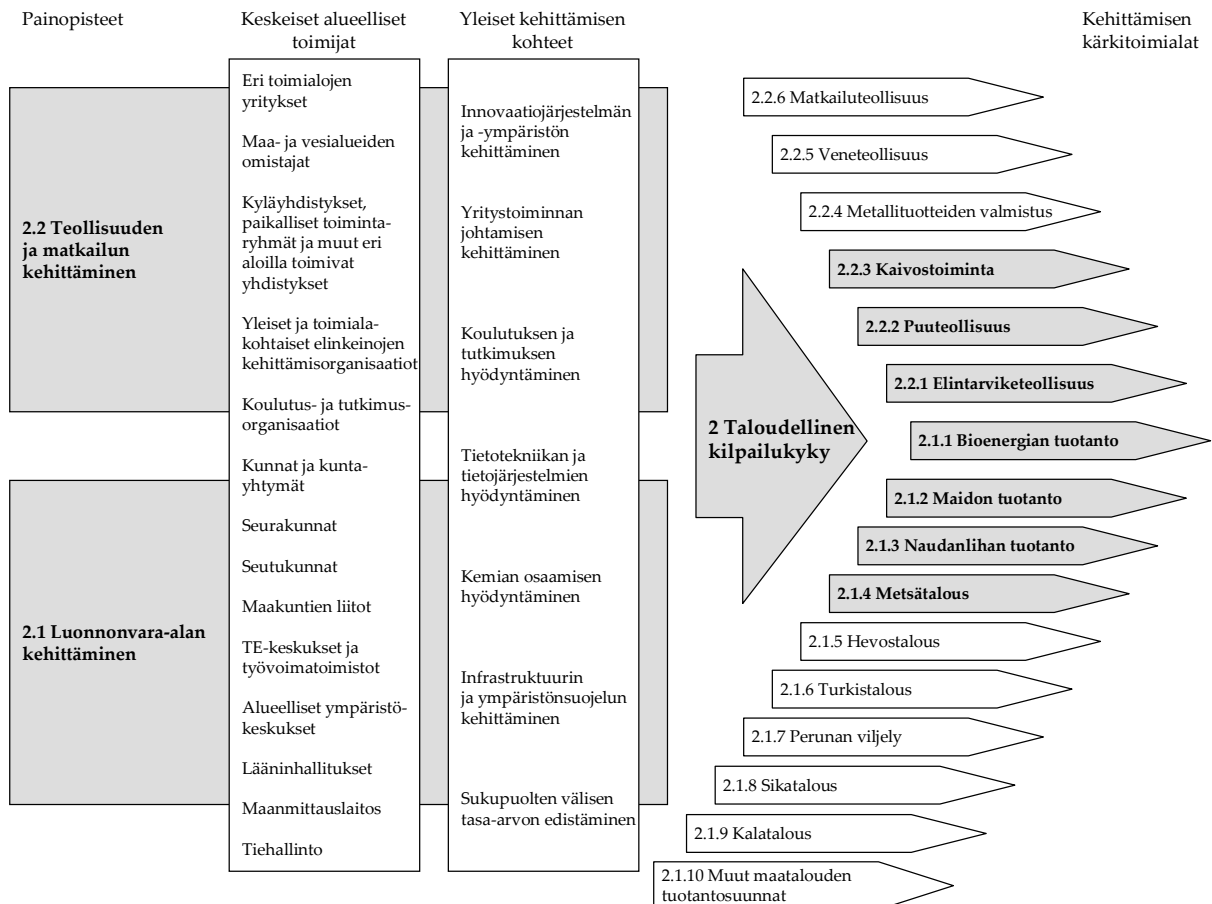 Painopisteet
Keskeiset alueelliset
toimijat
Yleiset kehittämisen
kohteet
Kehittämisen
kärkitoimialat
2.2 Teollisuuden
ja matkailun
kehittäminen
2.1 Luonnonvara-alan
kehittäminen
Eri toimialojen
yritykset
Maa- ja vesialueiden
omistajat
Kyläyhdistykset,
paikalliset toiminta-
ryhmät ja muut eri
aloilla toimivat
yhdistykset
Yleiset ja toimiala-
kohtaiset elinkeinojen
kehittämisorganisaatiot
Koulutus- ja tutkimus-
organisaatiot
Kunnat ja kunta-
yhtymät
Seurakunnat
Seutukunnat
Maakuntien liitot
TE-keskukset ja
työvoimatoimistot
Alueelliset ympäristö-
keskukset
Lääninhallitukset
Maanmittauslaitos
Tiehallinto
Innovaatiojärjestelmän
ja -ympäristön
kehittäminen
Yritystoiminnan
johtamisen
kehittäminen
Koulutuksen ja
tutkimuksen
hyödyntäminen
Tietotekniikan ja
tietojärjestelmien
hyödyntäminen
Kemian osaamisen
hyödyntäminen
Infrastruktuurin
ja ympäristönsuojelun
kehittäminen
Sukupuolten välisen
tasa-arvon edistäminen
2 Taloudellinen
kilpailukyky
2.2.6 Matkailuteollisuus
2.2.5 Veneteollisuus
2.2.4 Metallituotteiden valmistus
2.2.3 Kaivostoiminta
2.2.2 Puuteollisuus
2.2.1 Elintarviketeollisuus
2.1.1 Bioenergian tuotanto
2.1.2 Maidon tuotanto
2.1.3 Naudanlihan tuotanto
2.1.4 Metsätalous
2.1.5 Hevostalous
2.1.6 Turkistalous
2.1.7 Perunan viljely
2.1.8 Sikatalous
2.1.9 Kalatalous
2.1.10 Muut maatalouden
tuotantosuunnat